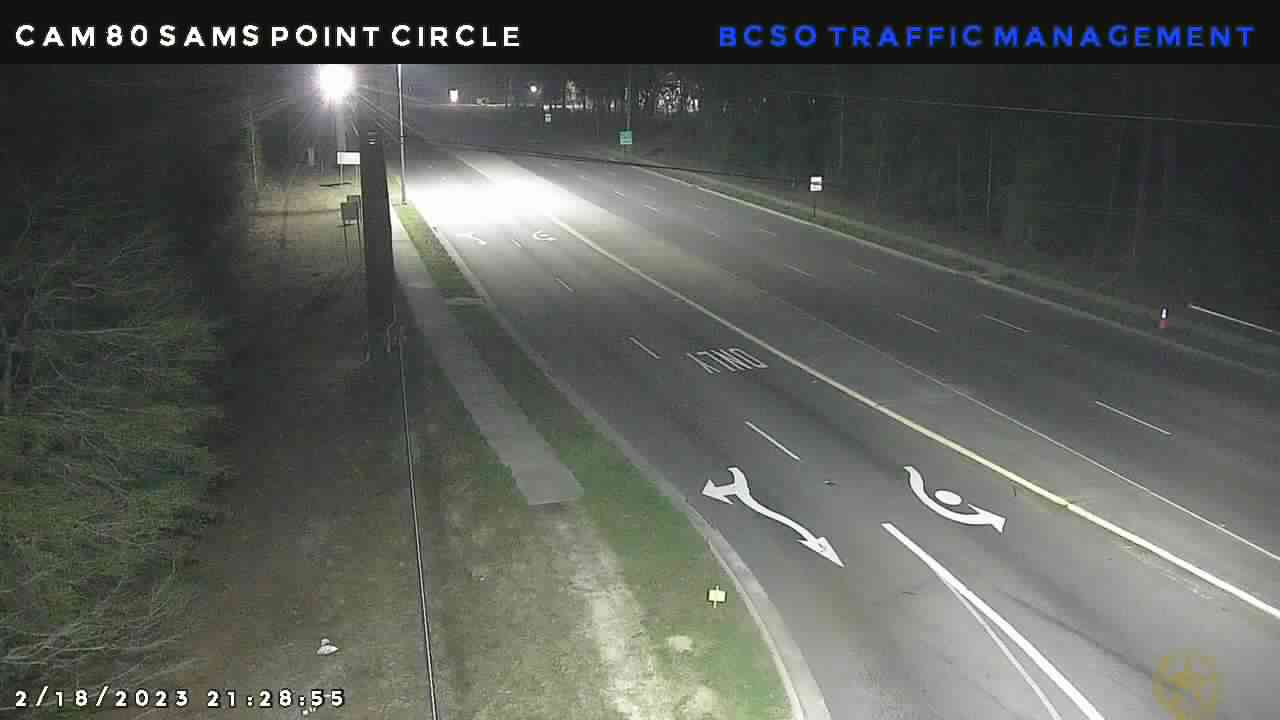 CAM 80 SAMS POINT CIRCLE
BCSO TRAFFIC MANAGEMENT
ONLY
2/18/2023 21:28:55